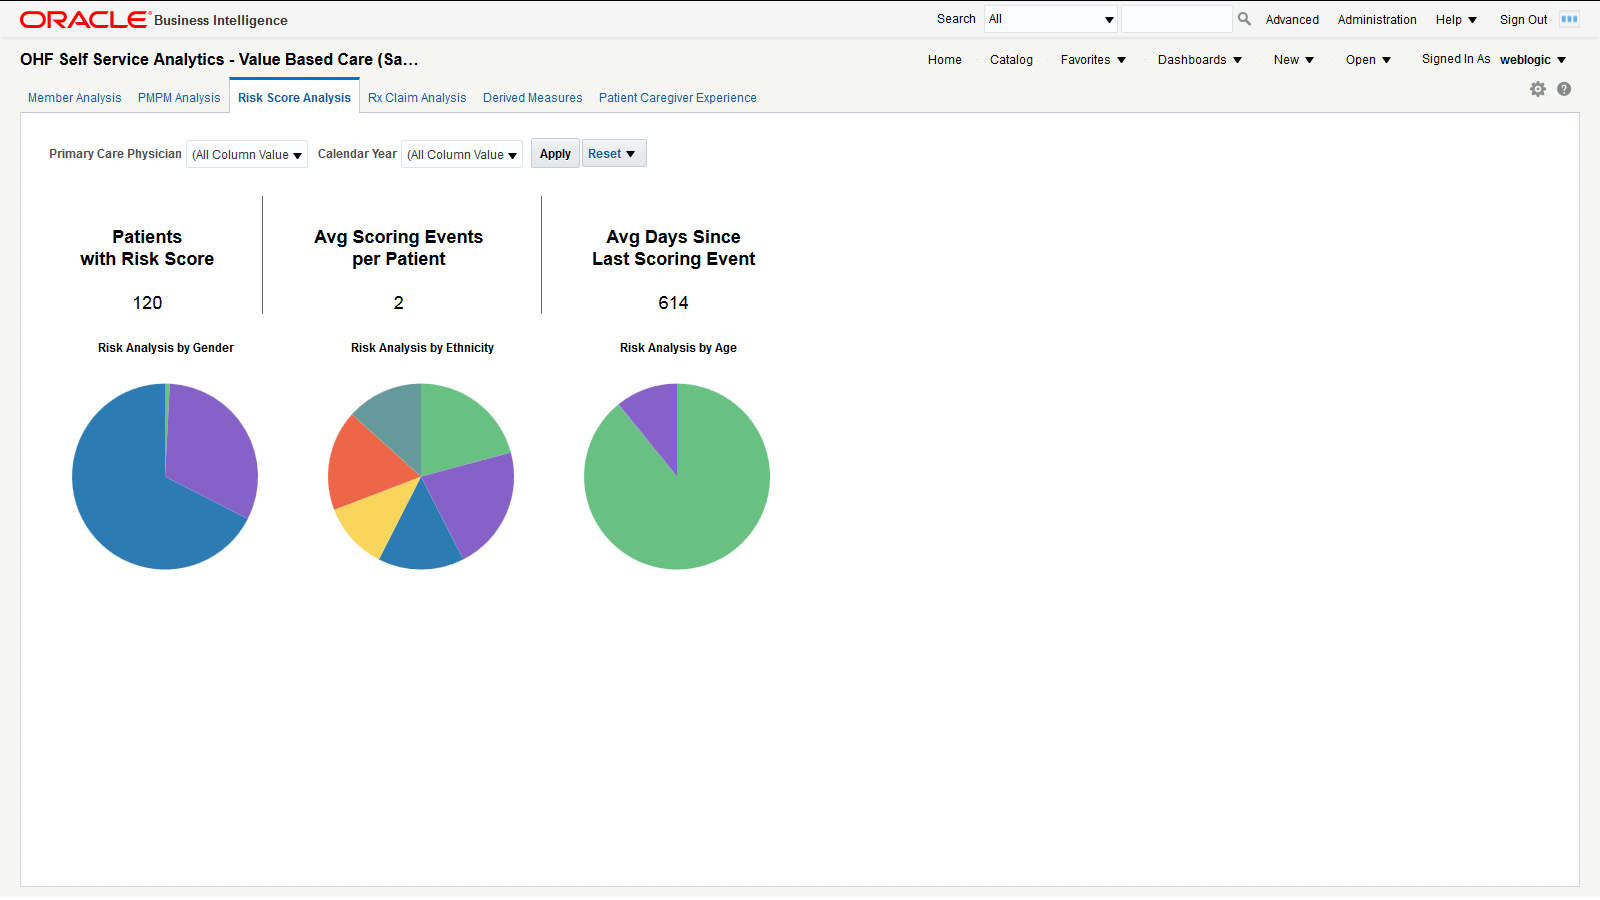 ORACLE Business Intelligence
Search All Advanced Administration Help Sign Out
OHF Self Service Analytics - Value Based Care (Sa...
Home Catalog Favorites Dashboards New Open Signed In As weblogic
Member Analysis PMPM Analysis Risk Score Analysis Rx Claim Analysis Derived Measures Patient Caregiver Experience
Primary Care Physician (All Column Value Calendar Year (All Column Value Apply Reset
Patients
with Risk Score
120
Avg Scoring Events
per Patient
2
Avg Days Since
Last Scoring Event
614
Risk Analysis by Gender
Risk Analysis by Ethnicity
Risk Analysis by Age